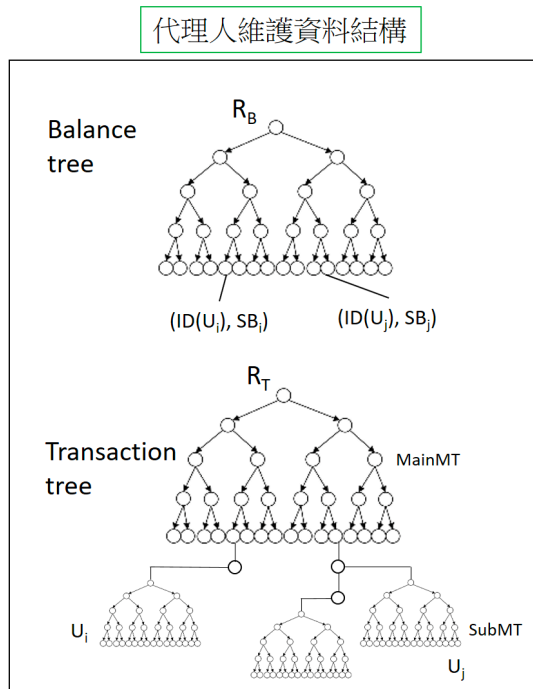 代理人維護資料結構
R_B
Balance
tree
(ID(U_i), SB_i)
(ID(U_j), SB_j)
R_T
Transaction
tree
MainMT
U_i
SubMT
U_j